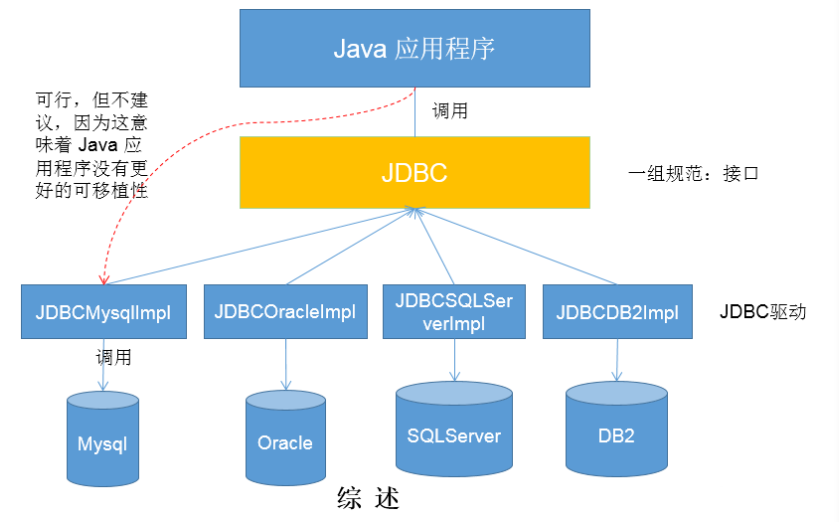 Java 应用程序
可行，但不建
议，因为这意
味着 Java 应
用程序没有更
好的可移植性
调用
JDBC
一组规范：接口
JDBCMysqlImpl
JDBCOracleImpl
JDBCSQLSer
verImpl
JDBCDB2Impl
JDBC驱动
调用
Mysql
Oracle
SQLServer
DB2
综 述